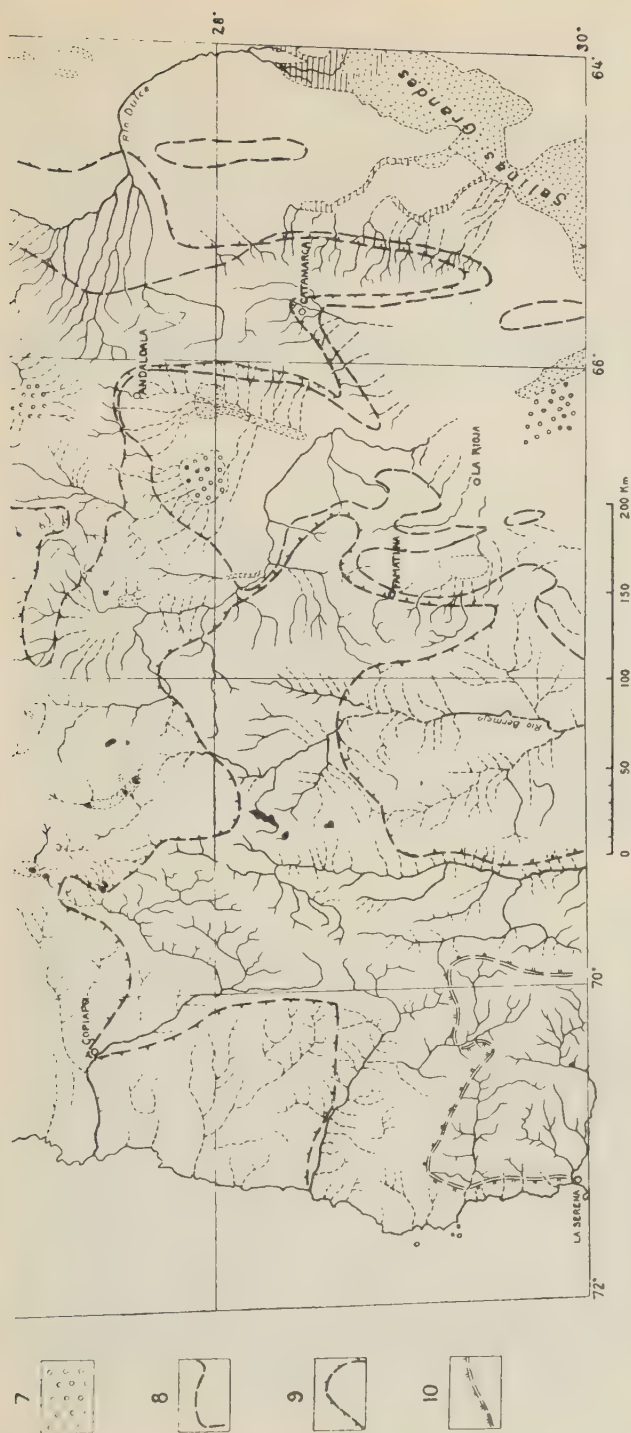 28°
30°
64°
Rio Dulce
Salinas Grandes
ANDALGALA
CATAMARCA
66°
LA RIOJA
FAMATINA
Rio Bermejo
0 50 100 150 200 Km
COPIAPO
70°
LA SERENA
72°
7
8
9
10